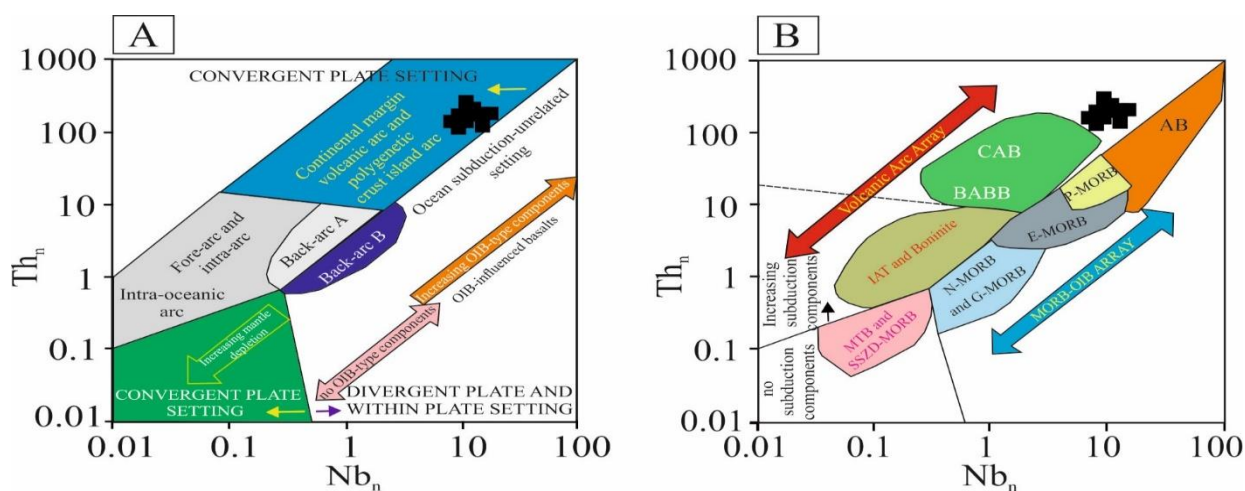 A
1000
100
10
1
0.1
0.01
Th_n
0.01
0.1
1
10
100
Nb_n
CONVERGENT PLATE SETTING
Continental margin
volcanic arc and
polygenetic
crust island arc
Ocean subduction-unrelated
setting
Fore-arc and
intra-arc
Back-arc A
Back-arc B
Intra-oceanic
arc
Increasing OIB-type components
OIB-influenced basalts
Increasing mantle
depletion
no OIB-type components
CONVERGENT PLATE
SETTING
DIVERGENT PLATE AND
WITHIN PLATE SETTING
B
1000
100
10
1
0.1
0.01
Th_n
0.01
0.1
1
10
100
Nb_n
Volcanic Arc Array
CAB
BABB
AB
P-MORB
E-MORB
IAT and Boninite
N-MORB
and G-MORB
MORB-OIB ARRAY
MTB and
SSZD-MORB
Increasing
subduction
components
no
subduction
components